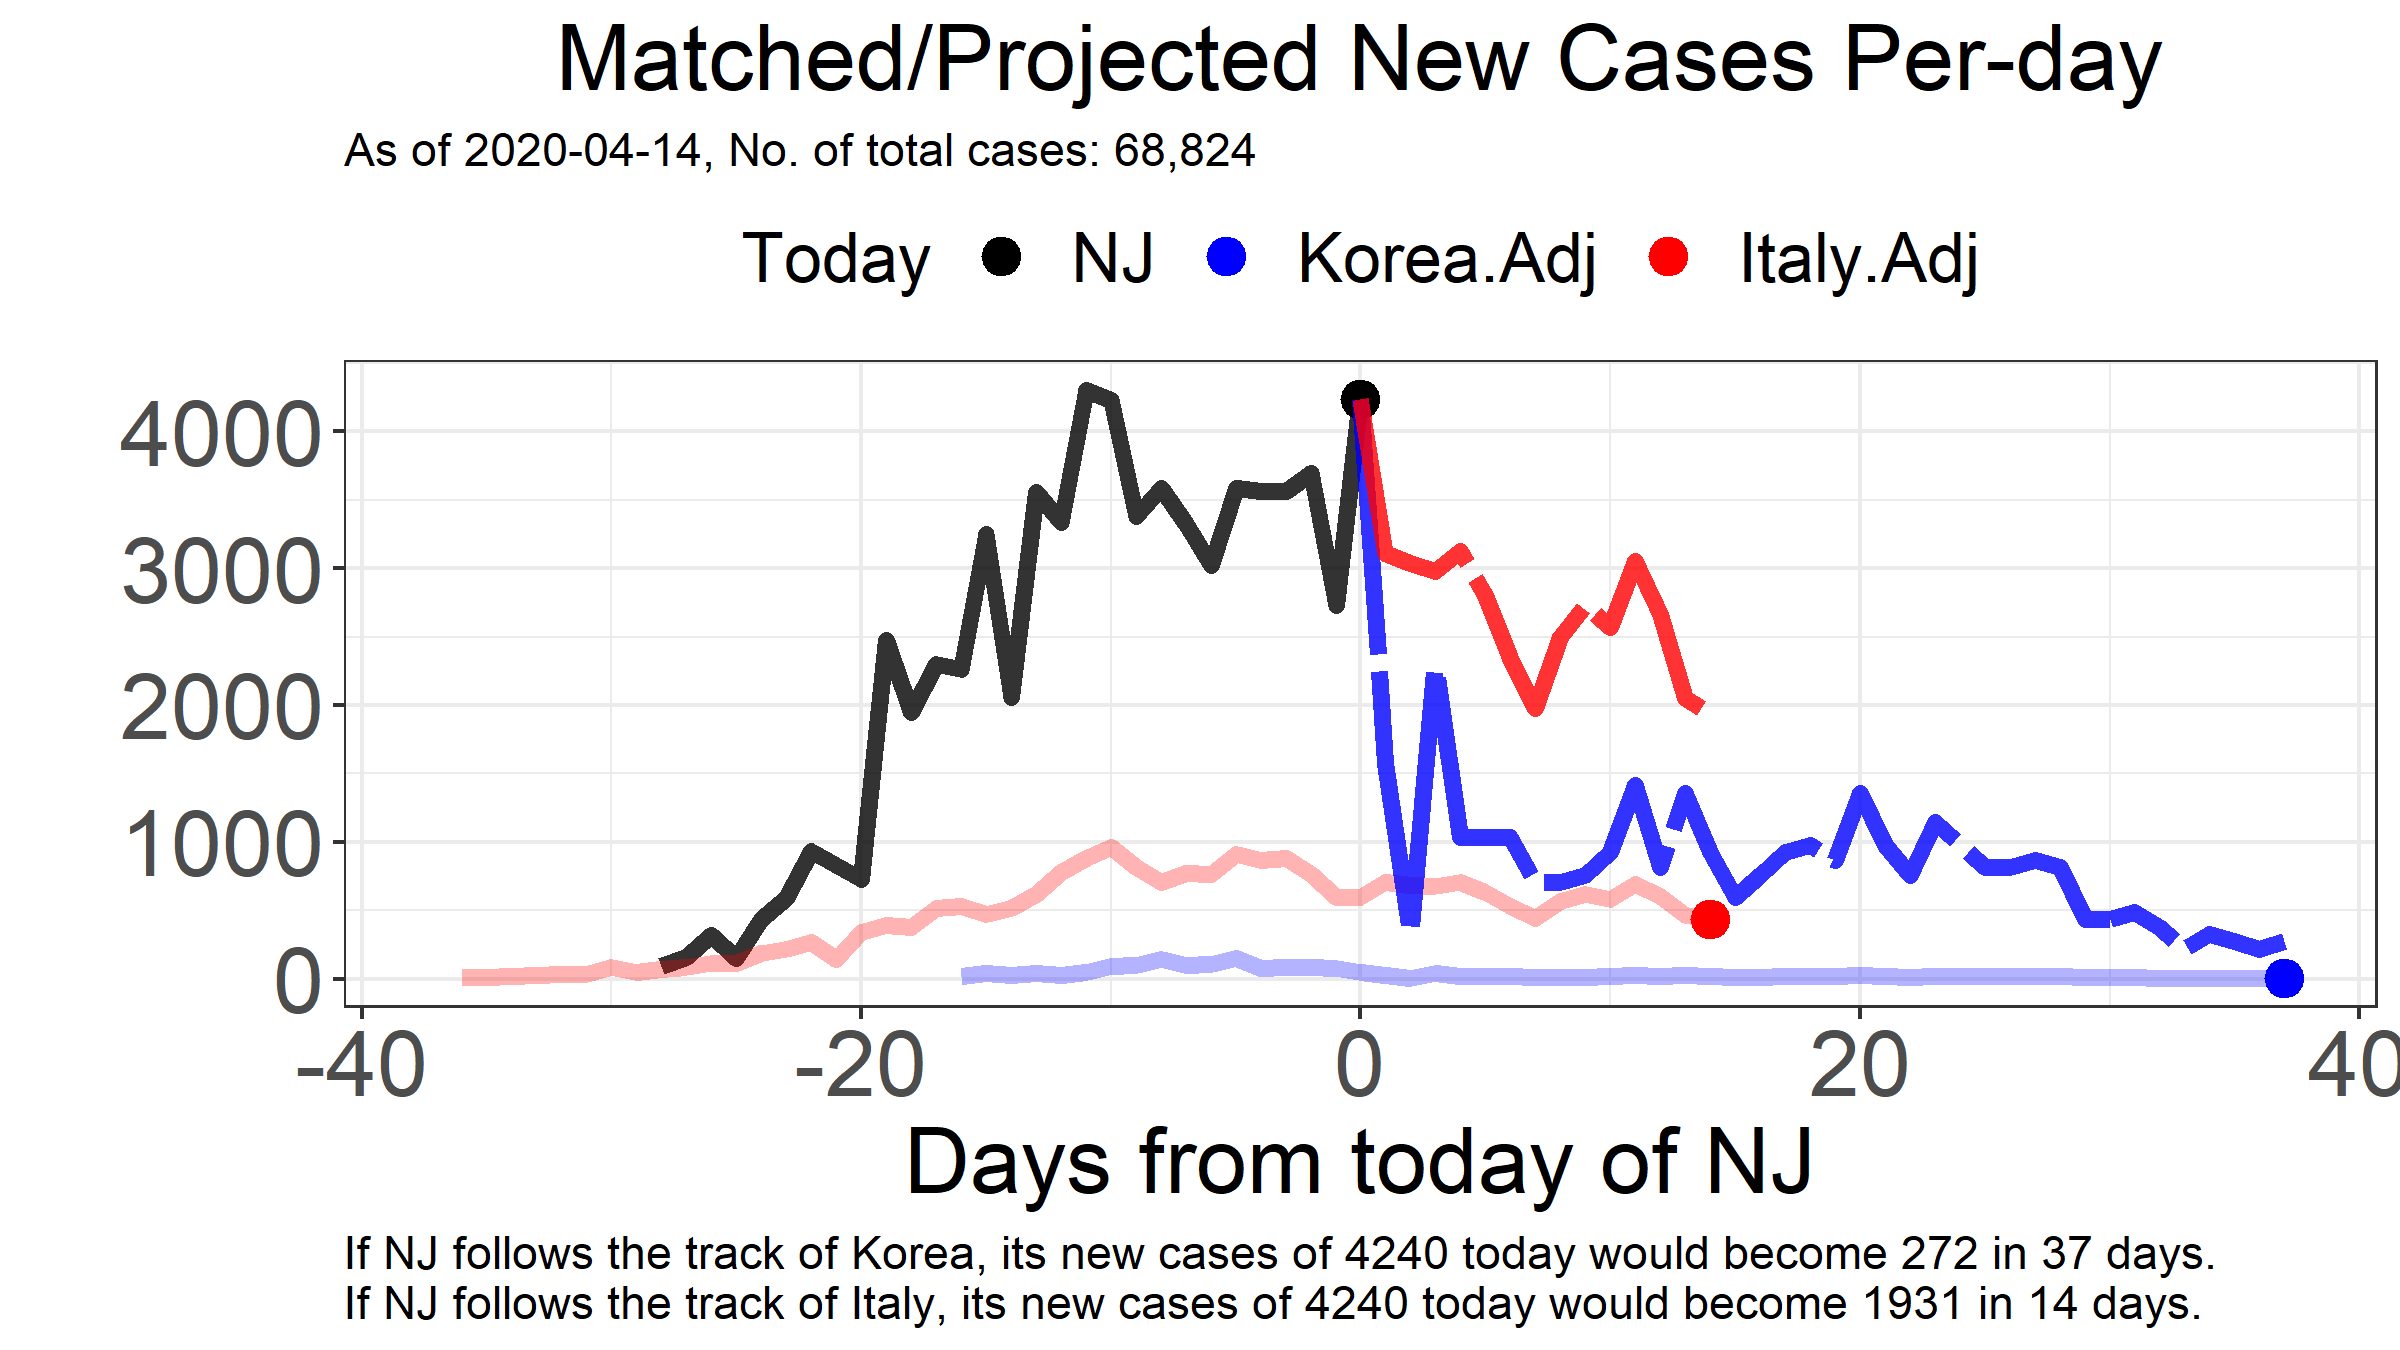 Matched/Projected New Cases Per-day
As of 2020-04-14, No. of total cases: 68,824
Today NJ Korea.Adj Italy.Adj
4000
3000
2000
1000
0
-40 -20 0 20 40
Days from today of NJ
If NJ follows the track of Korea, its new cases of 4240 today would become 272 in 37 days.
If NJ follows the track of Italy, its new cases of 4240 today would become 1931 in 14 days.